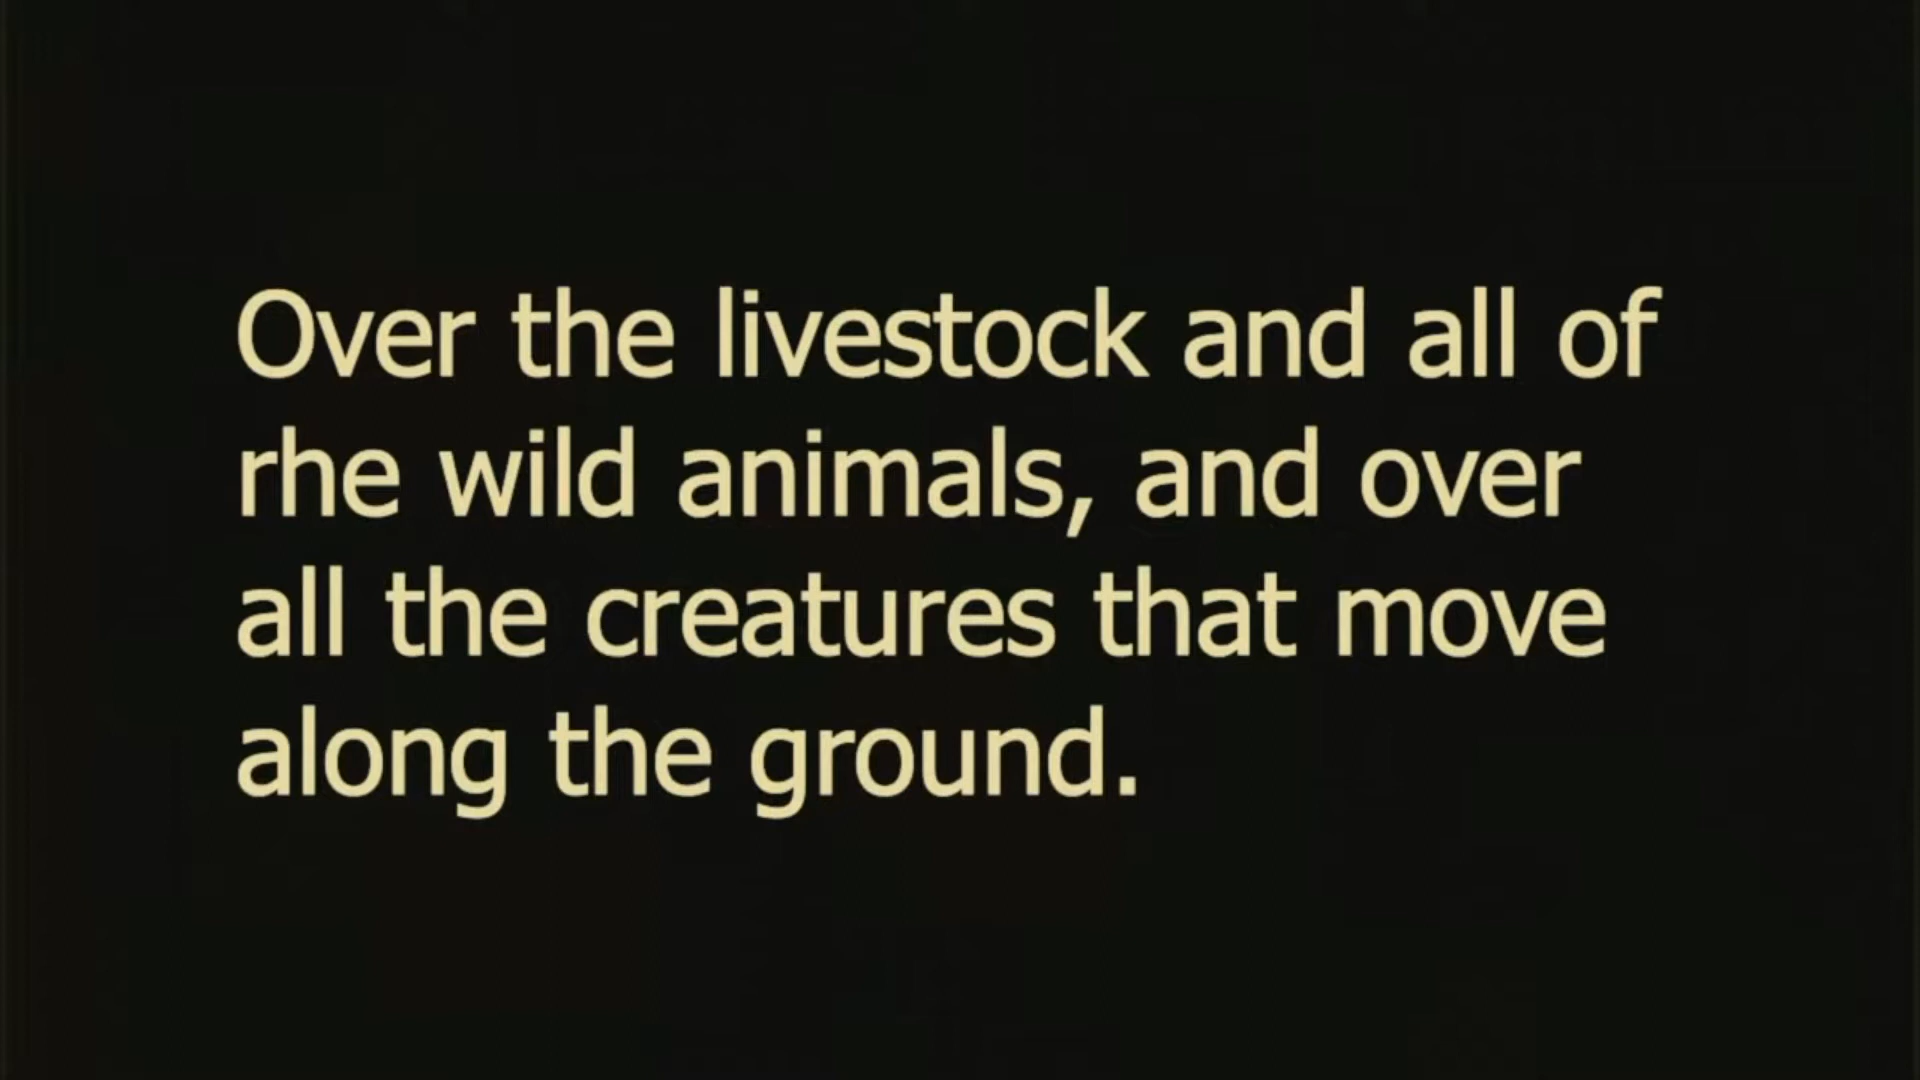 Over the livestock and all of
rhe wild animals, and over
all the creatures that move
along the ground.